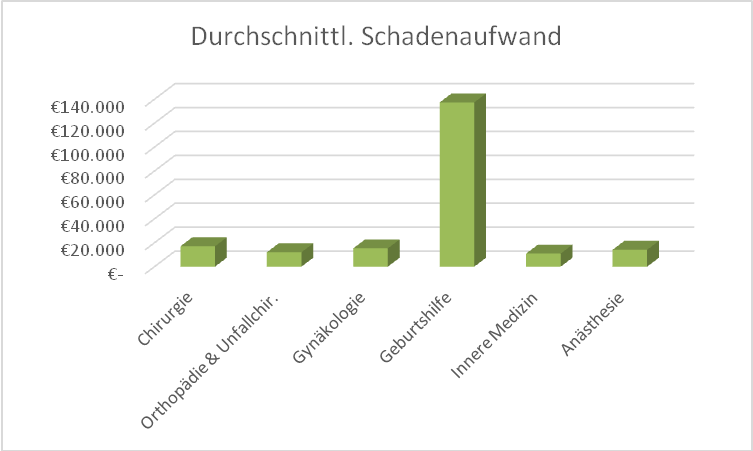 Durchschnittl. Schadenaufwand
€140.000
€120.000
€100.000
€80.000
€60.000
€40.000
€20.000
€-
Chirurgie
Orthopädie & Unfallchir.
Gynäkologie
Geburtshilfe
Innere Medizin
Anästhesie